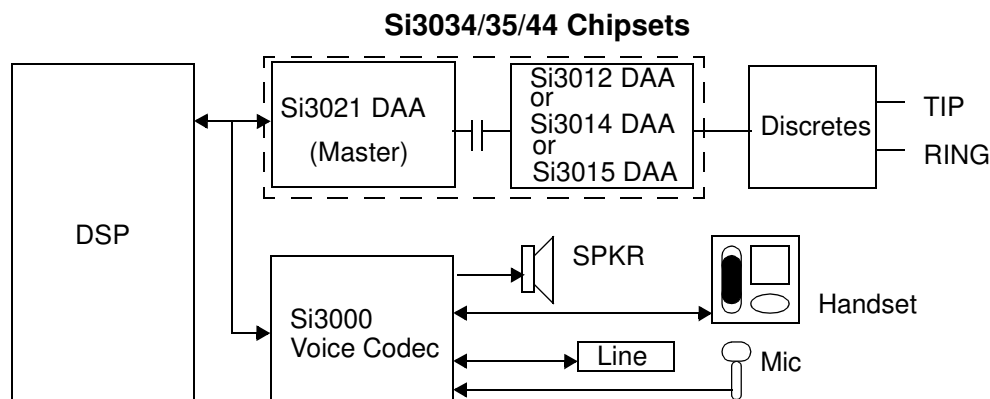 Si3034/35/44 Chipsets
Si3021 DAA
(Master)
Si3012 DAA
or
Si3014 DAA
or
Si3015 DAA
Discretes
TIP
RING
DSP
SPKR
Si3000
Voice Codec
Handset
Line
Mic